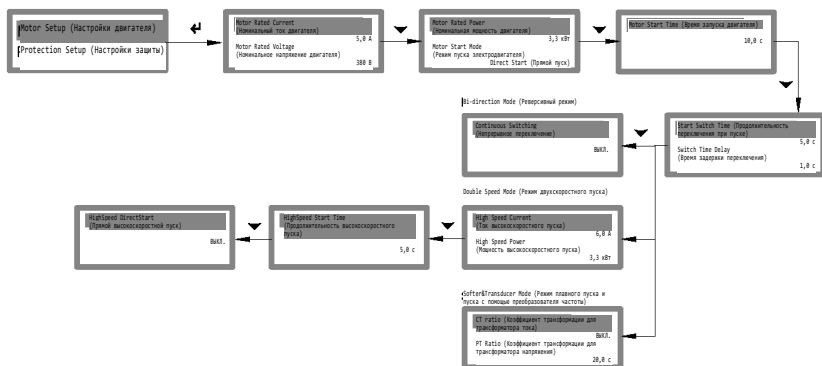 Motor Setup (Настройки двигателя)
Protection Setup (Настройки защиты)
Motor Rated Current
(Номинальный ток двигателя)
5,0 А
Motor Rated Voltage
(Номинальное напряжение двигателя)
380 В
Motor Rated Power
(Номинальная мощность двигателя)
3,3 кВт
Motor Start Mode
(Режим пуска электродвигателя)
Direct Start (Прямой пуск)
Motor Start Time (Время запуска двигателя)
10,0 с
Start Switch Time (Продолжительность
переключения при пуске)
5,0 с
Switch Time Delay
(Время задержки переключения)
1,0 с
Bi-direction Mode (Реверсивный режим)
Continuous Switching
(Непрерывное переключение)
ВЫКЛ.
Double Speed Mode (Режим двухскоростного пуска)
High Speed Current
(Ток высокоскоростного пуска)
6,0 А
High Speed Power
(Мощность высокоскоростного пуска)
3,3 кВт
HighSpeed Start Time
(Продолжительность высокоскоростного
пуска)
5,0 с
HighSpeed DirectStart
(Прямой высокоскоростной пуск)
ВЫКЛ.
Softer&Transducer Mode (Режим плавного пуска и
пуска с помощью преобразователя частоты)
CT ratio (Коэффициент трансформации для
трансформатора тока)
ВЫКЛ.
PT Ratio (Коэффициент трансформации для
трансформатора напряжения)
20,0 с